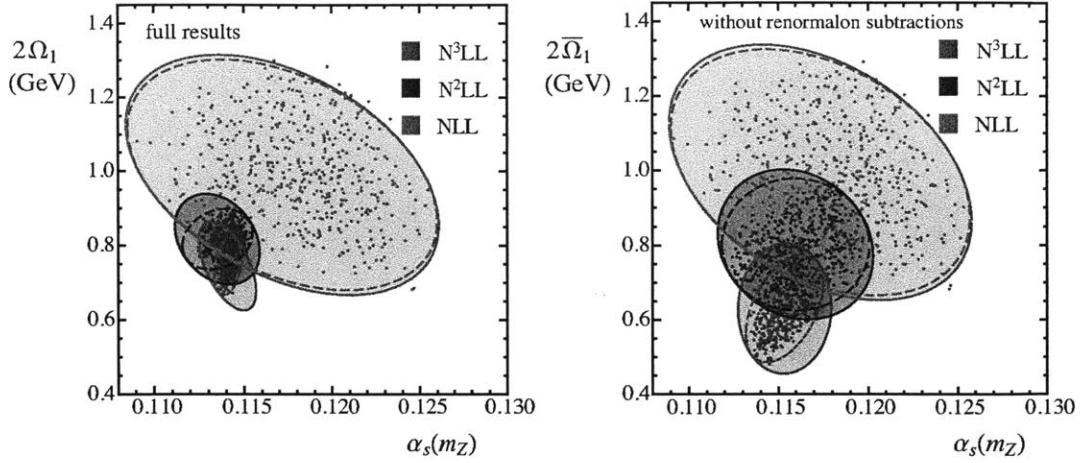 full results
2Ω₁
(GeV)
N³LL
N²LL
NLL
1.4
1.2
1.0
0.8
0.6
0.4
0.110
0.115
0.120
0.125
0.130
αₛ(m_Z)
without renormalon subtractions
2Ω̅₁
(GeV)
N³LL
N²LL
NLL
1.4
1.2
1.0
0.8
0.6
0.4
0.110
0.115
0.120
0.125
0.130
αₛ(m_Z)